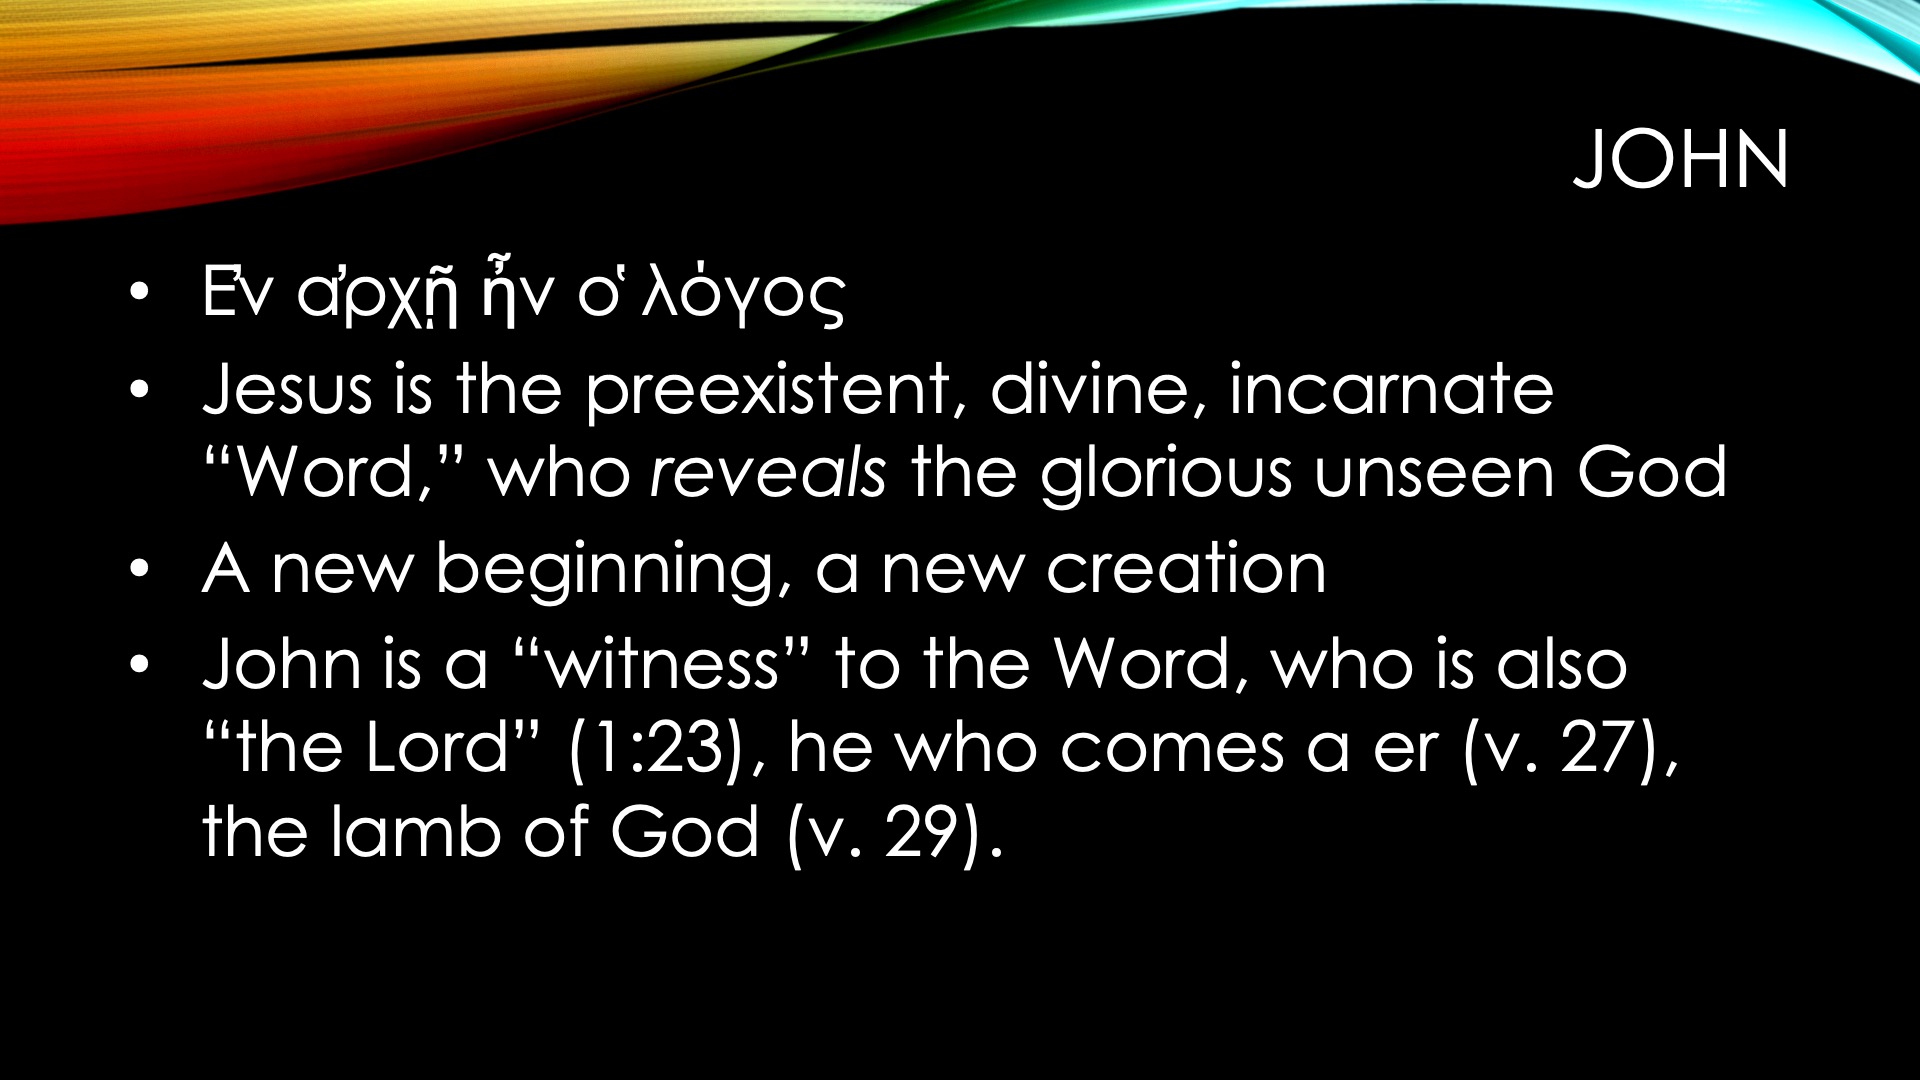 JOHN
• Ἐν ἀρχῇ ἦν ὁ λόγος
• Jesus is the preexistent, divine, incarnate
“Word,” who reveals the glorious unseen God
• A new beginning, a new creation
• John is a “witness” to the Word, who is also
“the Lord” (1:23), he who comes a er (v. 27),
the lamb of God (v. 29).